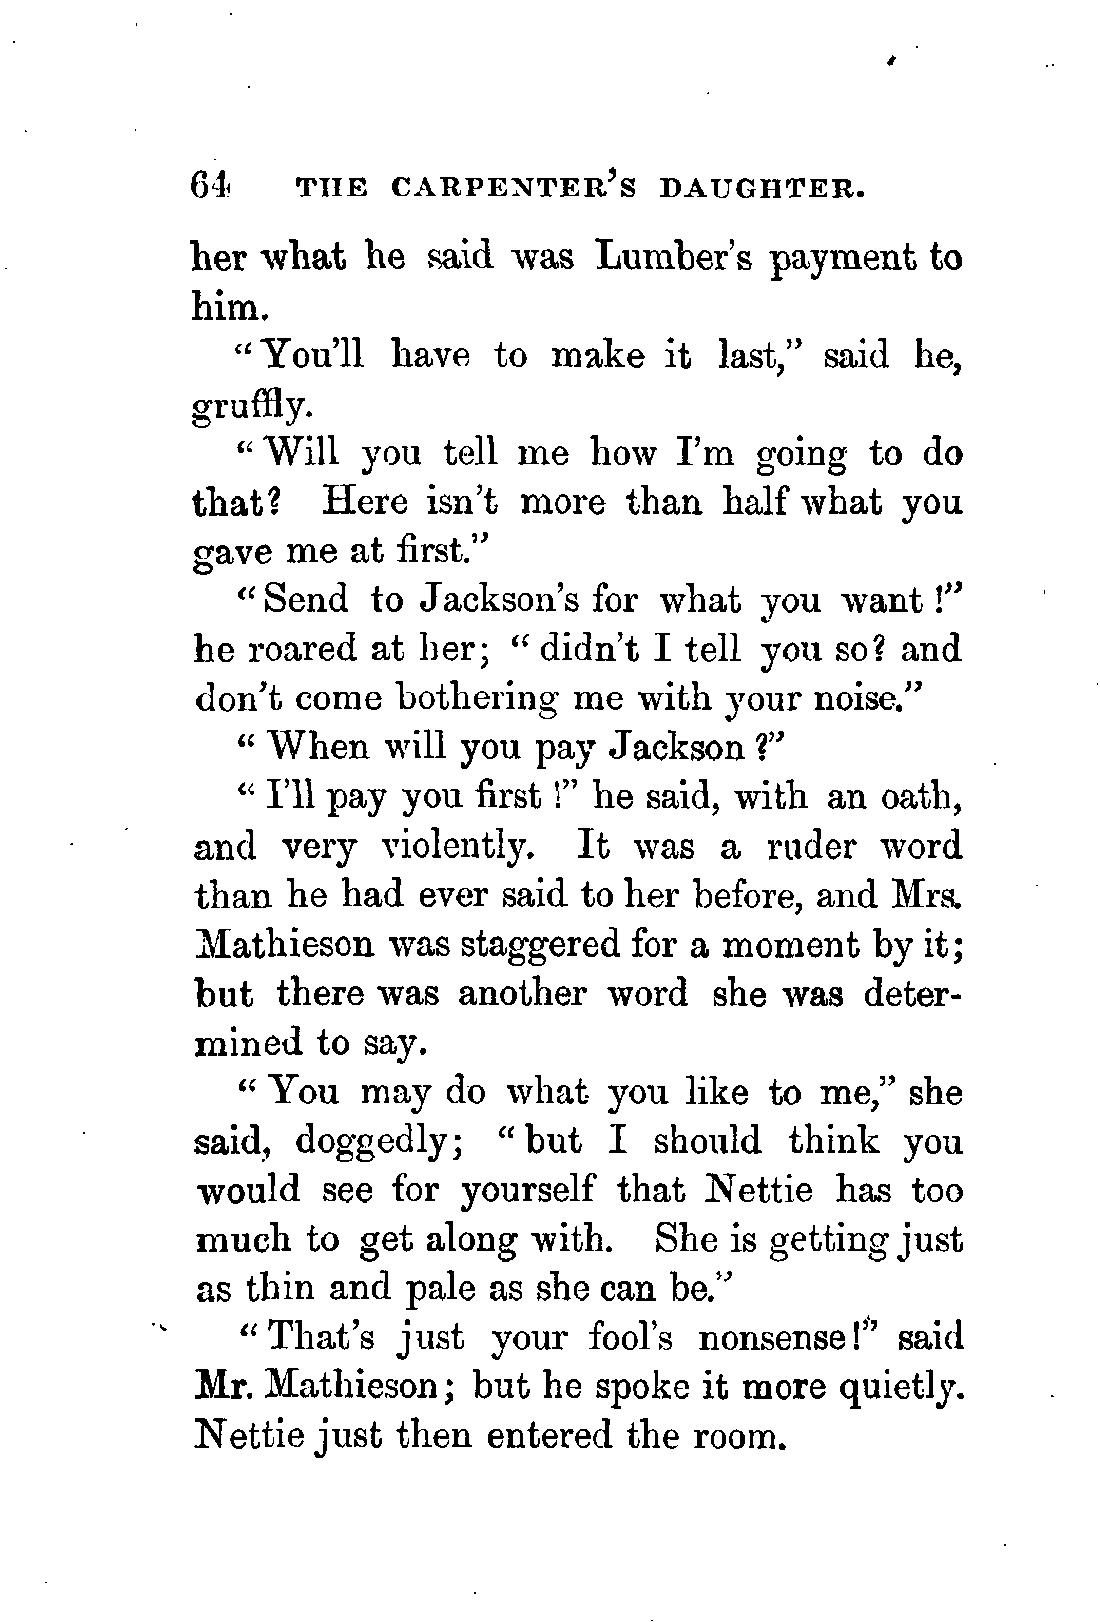 64 THE CARPENTER'S DAUGHTER.
her what he said was Lumber's payment to
him.
"You'll have to make it last," said he,
gruffly.
"Will you tell me how I'm going to do
that? Here isn't more than half what you
gave me at first."
"Send to Jackson's for what you want!"
he roared at her; "didn't I tell you so? and
don't come bothering me with your noise."
"When will you pay Jackson?"
"I'll pay you first!" he said, with an oath,
and very violently. It was a ruder word
than he had ever said to her before, and Mrs.
Mathieson was staggered for a moment by it;
but there was another word she was deter-
mined to say.
"You may do what you like to me," she
said, doggedly; "but I should think you
would see for yourself that Nettie has too
much to get along with. She is getting just
as thin and pale as she can be."
"That's just your fool's nonsense!" said
Mr. Mathieson; but he spoke it more quietly.
Nettie just then entered the room.